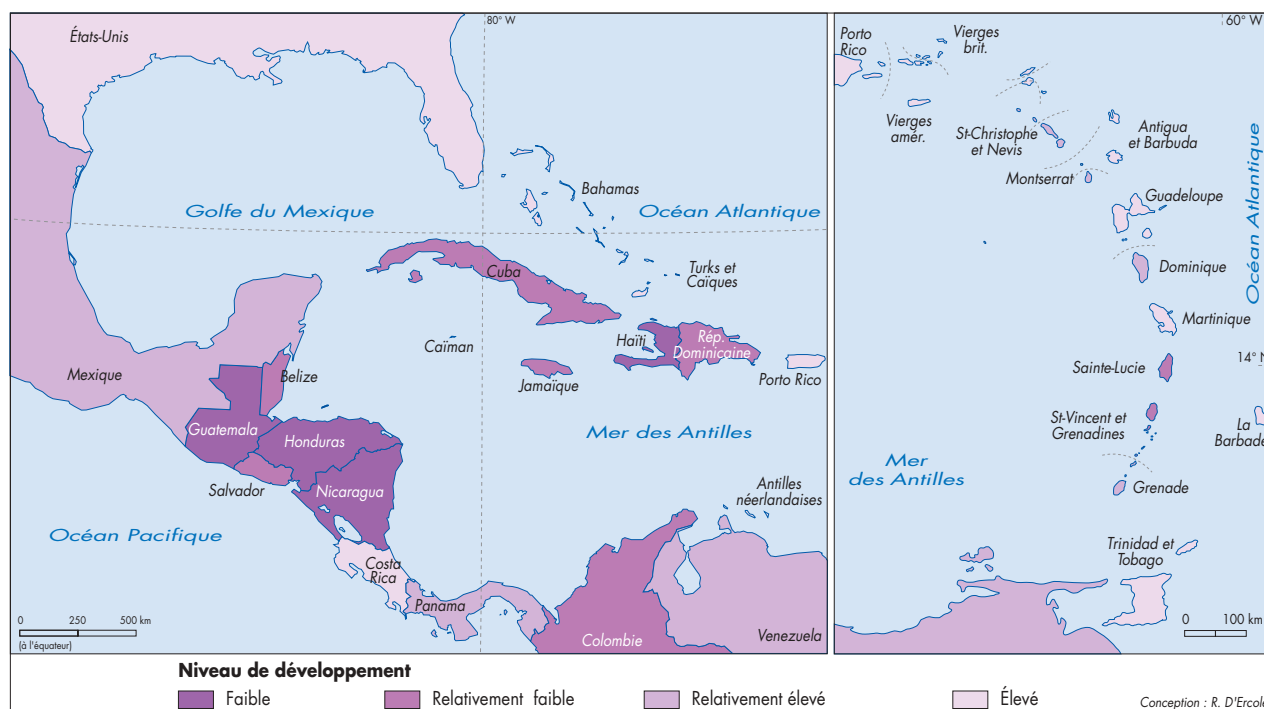 80° W
États-Unis
Golfe du Mexique
Bahamas
Océan Atlantique
Cuba
Turks et
Caïques
Caïman
Haïti
Rép.
Dominicaine
Jamaïque
Porto Rico
Mexique
Belize
Guatemala
Honduras
Mer des Antilles
Salvador
Nicaragua
Antilles
néerlandaises
Océan Pacifique
Costa
Rica
Panama
Colombie
Venezuela
0 250 500 km
(à l'équateur)
60° W
Porto
Rico
Vierges
brit.
Vierges
amér.
St-Christophe
et Nevis
Antigua
et Barbuda
Montserrat
Guadeloupe
Océan Atlantique
Dominique
Martinique
14° N
Sainte-Lucie
St-Vincent et
Grenadines
La
Barbade
Mer
des Antilles
Grenade
Trinidad et
Tobago
0 100 km
Niveau de développement
Faible
Relativement faible
Relativement élevé
Élevé
Conception : R. D'Ercole